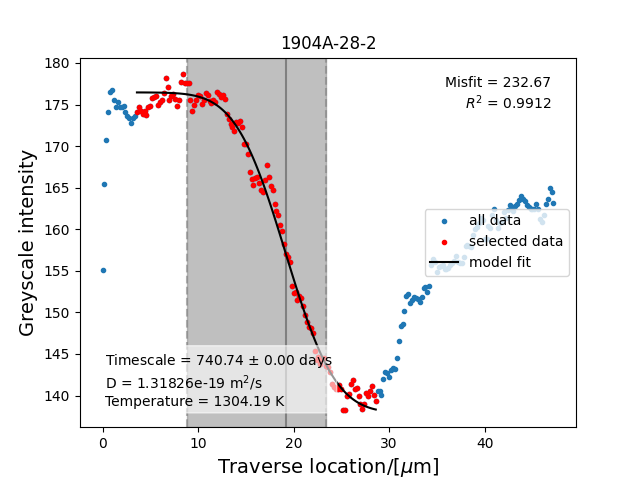 1904A-28-2
Misfit = 232.67
R² = 0.9912
180
175
170
165
160
155
150
145
140
Greyscale intensity
all data
selected data
model fit
Timescale = 740.74 ± 0.00 days
D = 1.31826e-19 m²/s
Temperature = 1304.19 K
0 10 20 30 40
Traverse location/[μm]